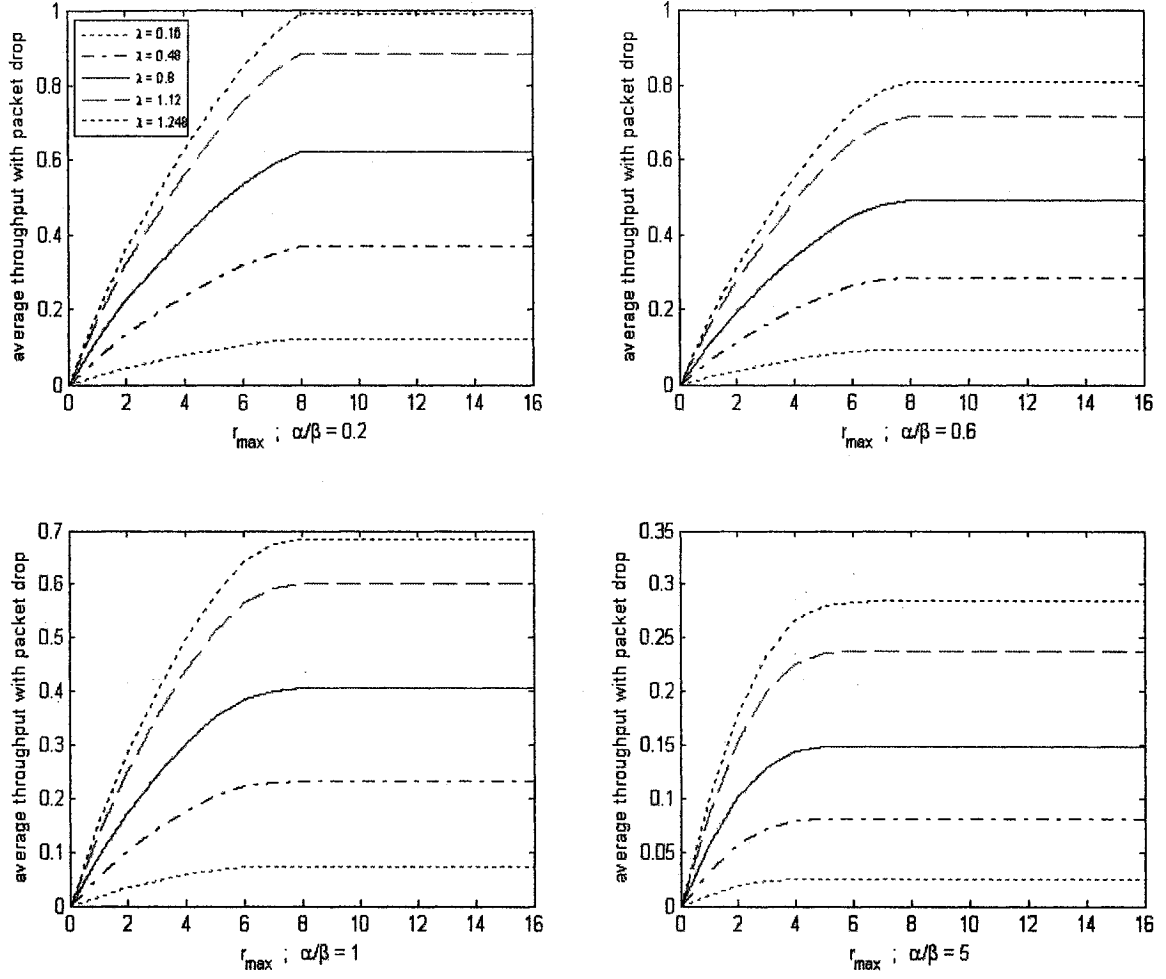 average throughput with packet drop
1
0.8
0.6
0.4
0.2
0
λ = 0.16
λ = 0.48
λ = 0.8
λ = 1.12
λ = 1.248
0 2 4 6 8 10 12 14 16
r_max ; α/β = 0.2
average throughput with packet drop
1
0.8
0.6
0.4
0.2
0
0 2 4 6 8 10 12 14 16
r_max ; α/β = 0.6
average throughput with packet drop
0.7
0.6
0.5
0.4
0.3
0.2
0.1
0
0 2 4 6 8 10 12 14 16
r_max ; α/β = 1
average throughput with packet drop
0.35
0.3
0.25
0.2
0.15
0.1
0.05
0
0 2 4 6 8 10 12 14 16
r_max ; α/β = 5